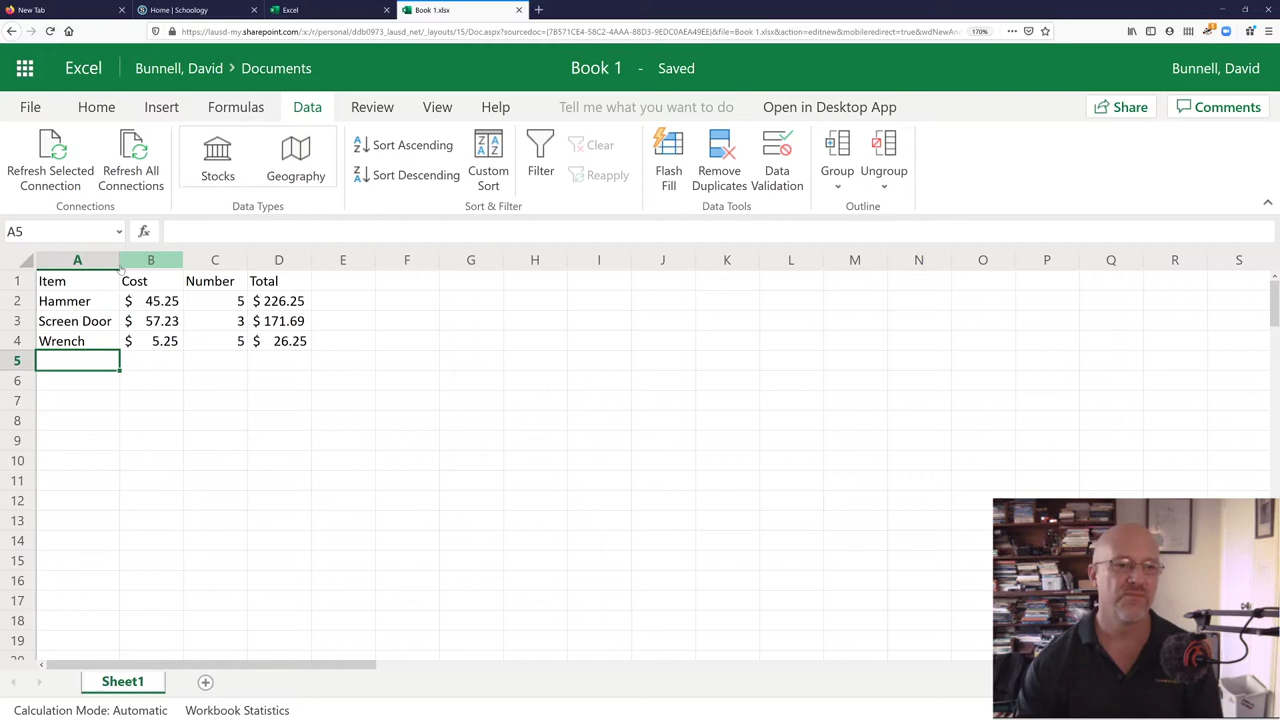 New Tab
Home | Schoology
Excel
Book 1.xlsx
https://lausd-my.sharepoint.com/:x:/personal/ddb0973_lausd_net/_layouts/15/Doc.aspx?sourcedoc={7B571CE4-58C2-4AAA-88D3-9EDC0AEA49EE}&file=Book 1.xlsx&action=editnew&mobileredirect=true&wdNewAn
170%
Excel
Bunnell, David > Documents
Book 1 - Saved
Bunnell, David
File Home Insert Formulas Data Review View Help Tell me what you want to do Open in Desktop App Share Comments
Refresh Selected Connection
Refresh All Connections
Stocks
Geography
Sort Ascending
Sort Descending
Custom Sort
Filter
Clear
Reapply
Flash Fill
Remove Duplicates
Data Validation
Group
Ungroup
Connections Data Types Sort & Filter Data Tools Outline
A5
fx
A B C D E F G H I J K L M N O P Q R S
1 Item Cost Number Total
2 Hammer $ 45.25 5 $ 226.25
3 Screen Door $ 57.23 3 $ 171.69
4 Wrench $ 5.25 5 $ 26.25
5
6
7
8
9
10
11
12
13
14
15
16
17
18
19
20
Sheet1
Calculation Mode: Automatic Workbook Statistics